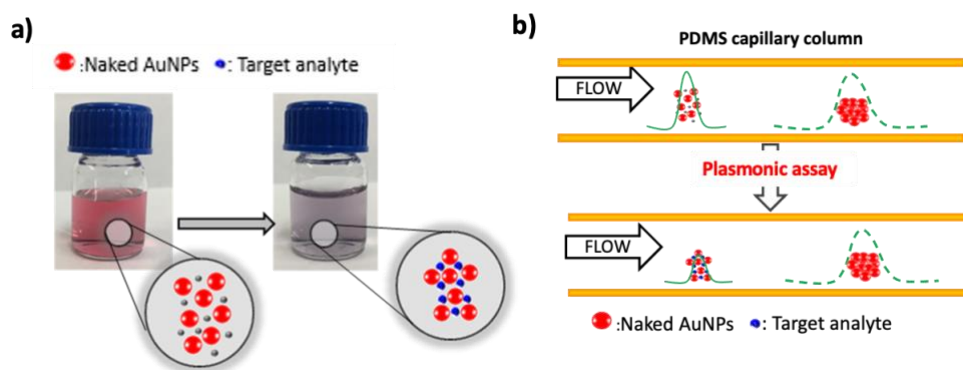 a)
:Naked AuNPs : Target analyte
b)
PDMS capillary column
FLOW
Plasmonic assay
FLOW
:Naked AuNPs : Target analyte